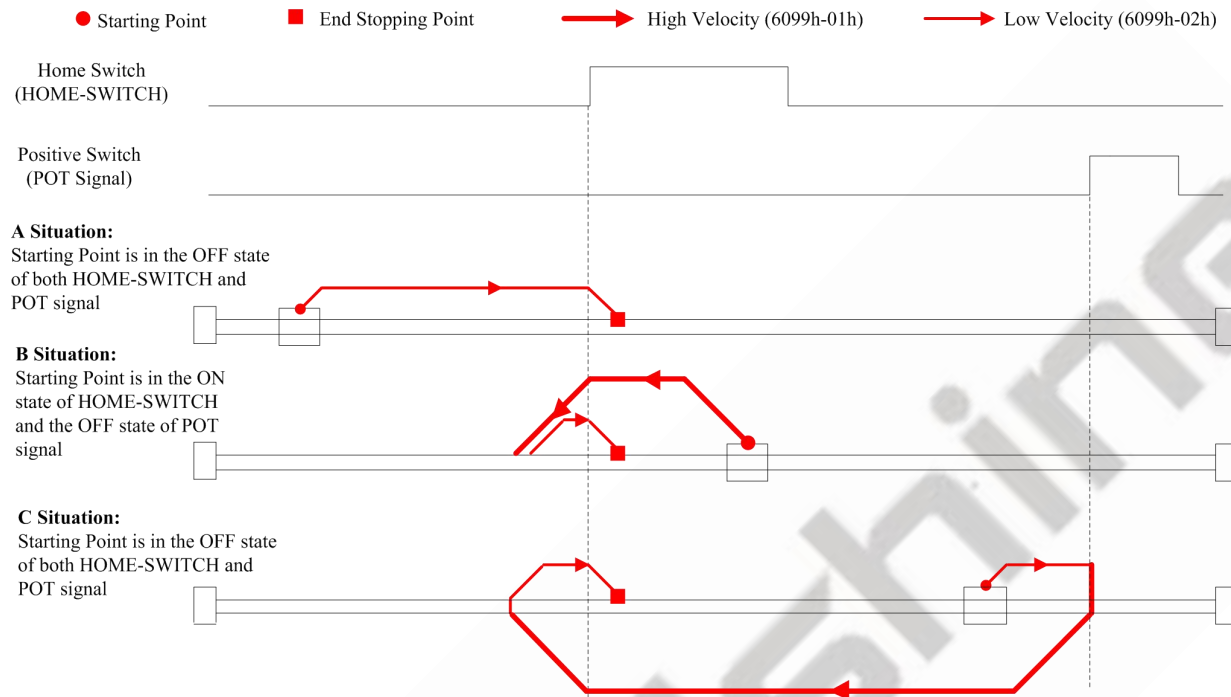 Starting Point
End Stopping Point
High Velocity (6099h-01h)
Low Velocity (6099h-02h)
Home Switch
(HOME-SWITCH)
Positive Switch
(POT Signal)
A Situation:
Starting Point is in the OFF state
of both HOME-SWITCH and
POT signal
B Situation:
Starting Point is in the ON
state of HOME-SWITCH
and the OFF state of POT
signal
C Situation:
Starting Point is in the OFF state
of both HOME-SWITCH and
POT signal